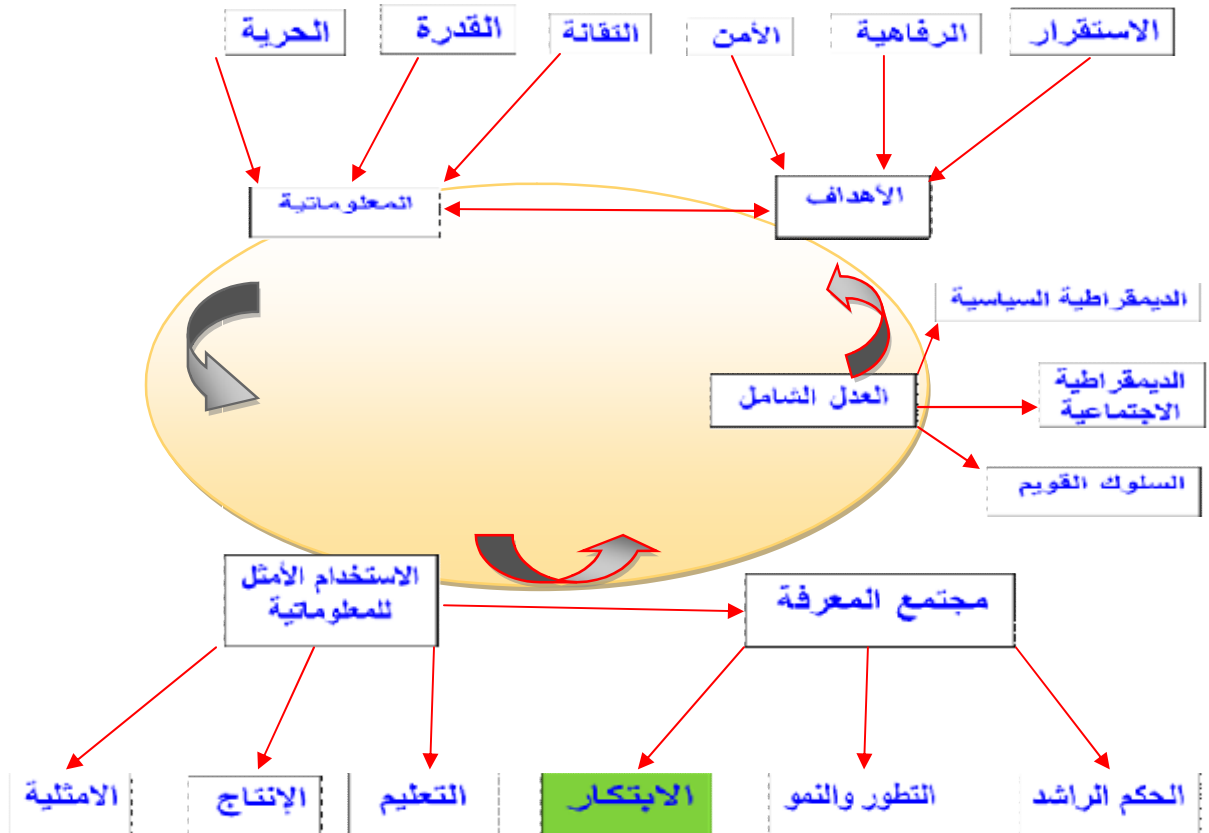 الاستقرار
الرفاهية
الأمن
التقانة
القدرة
الحرية
الأهداف
المعلوماتية
الديمقراطية السياسية
العدل الشامل
الديمقراطية
الاجتماعية
السلوك القويم
مجتمع المعرفة
الاستخدام الأمثل
للمعلوماتية
الحكم الراشد
التطور والنمو
الابتكار
التعليم
الإنتاج
الامثلية